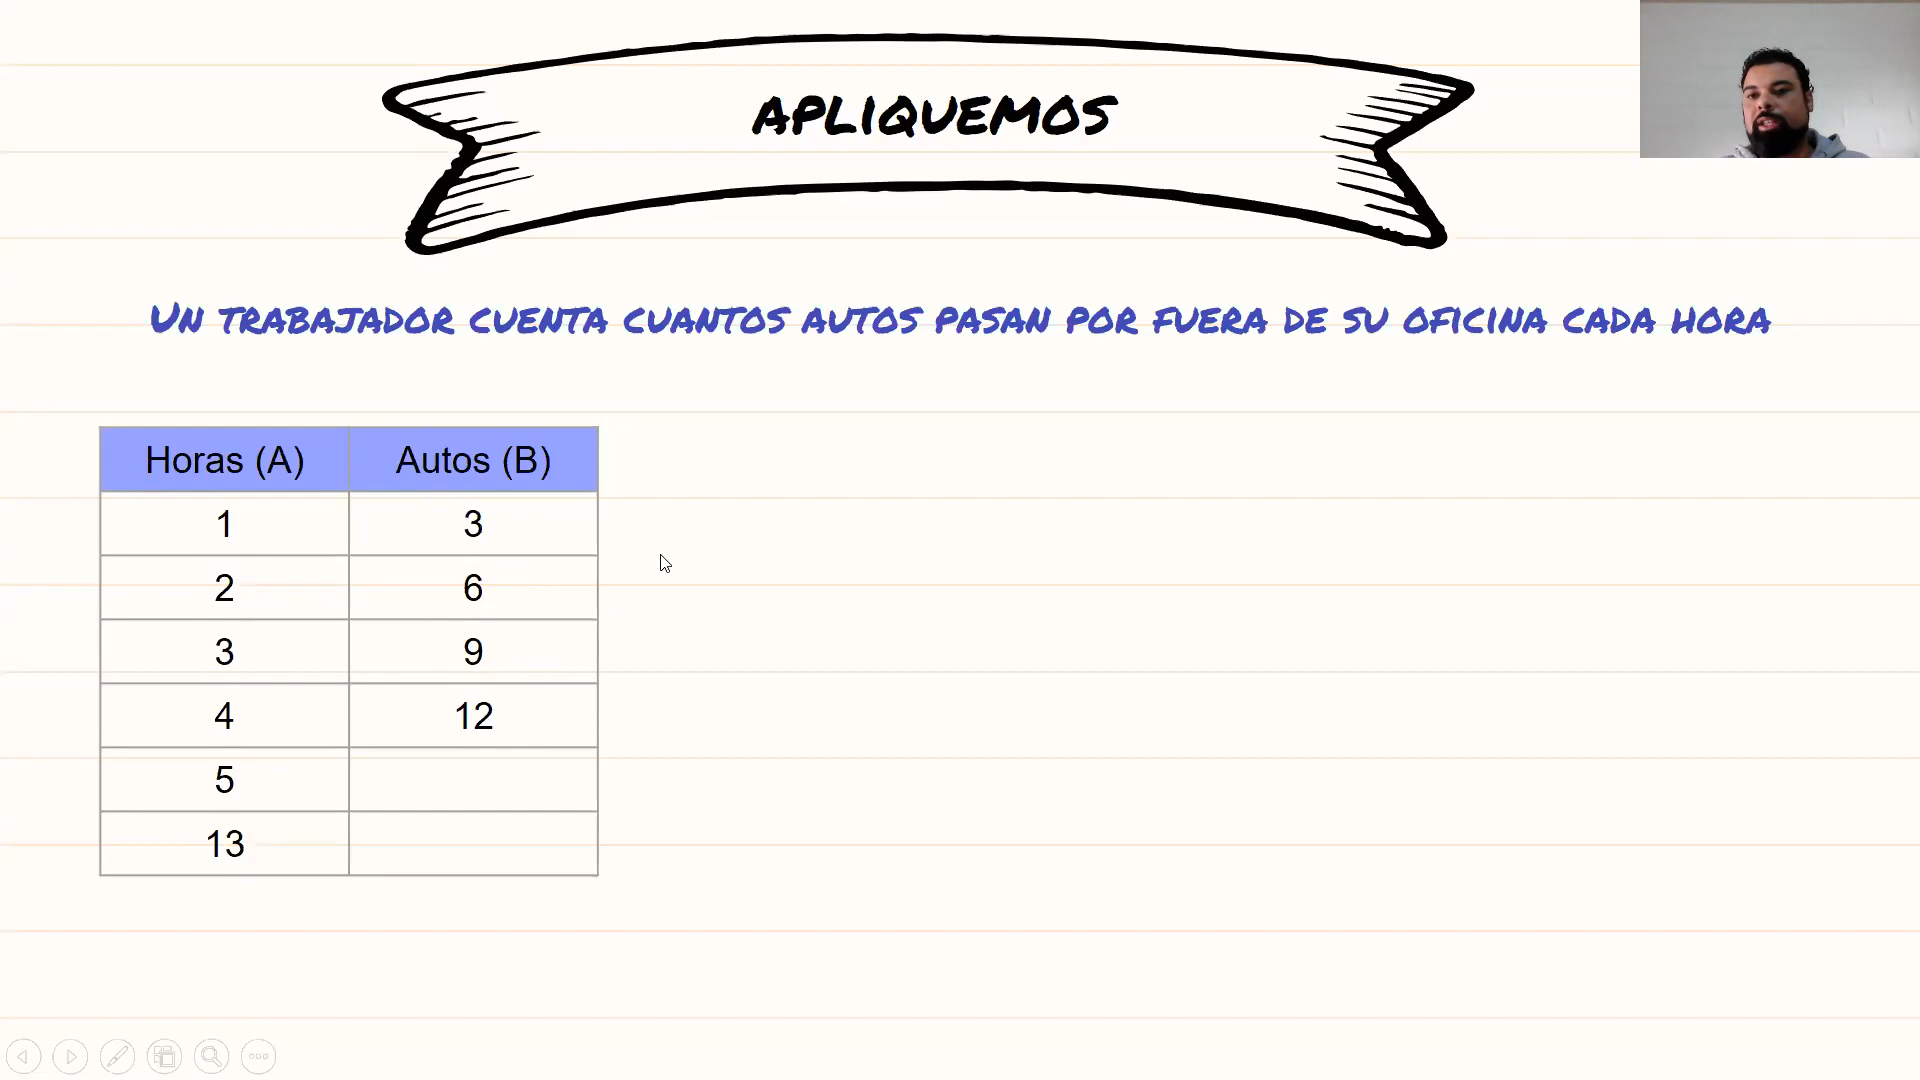 APLIQUEMOS
Un trabajador cuenta cuantos autos pasan por fuera de su oficina cada hora
Horas (A) Autos (B)
1 3
2 6
3 9
4 12
5
13